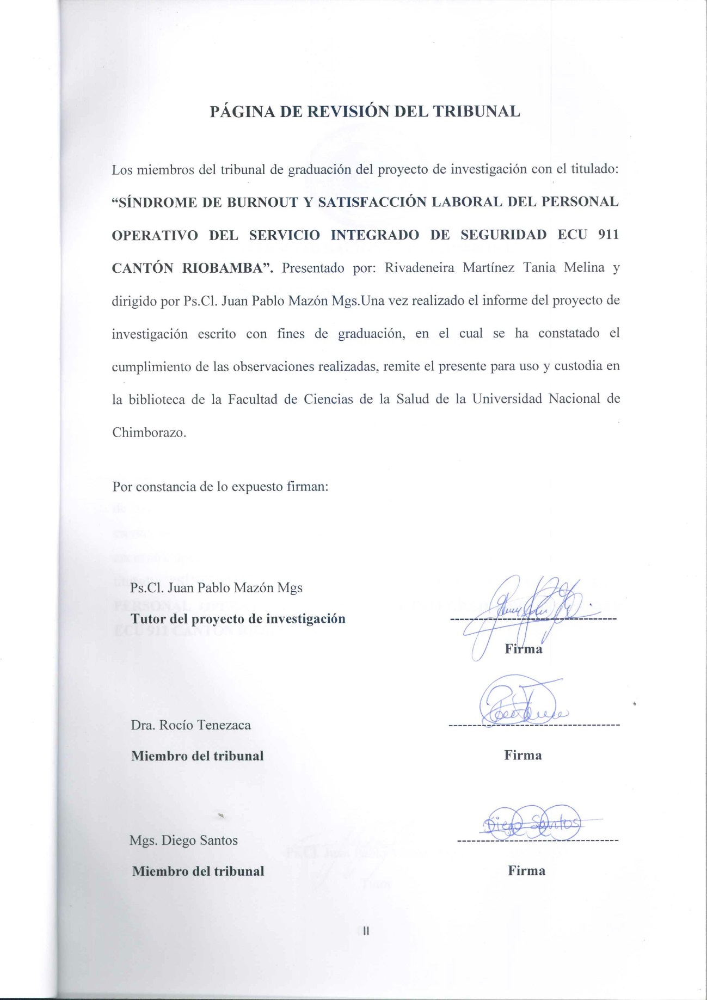 PÁGINA DE REVISIÓN DEL TRIBUNAL
Los miembros del tribunal de graduación del proyecto de investigación con el titulado:
“SÍNDROME DE BURNOUT Y SATISFACCIÓN LABORAL DEL PERSONAL
OPERATIVO DEL SERVICIO INTEGRADO DE SEGURIDAD ECU 911
CANTÓN RIOBAMBA”. Presentado por: Rivadeneira Martínez Tania Melina y
dirigido por Ps.Cl. Juan Pablo Mazón Mgs.Una vez realizado el informe del proyecto de
investigación escrito con fines de graduación, en el cual se ha constatado el
cumplimiento de las observaciones realizadas, remite el presente para uso y custodia en
la biblioteca de la Facultad de Ciencias de la Salud de la Universidad Nacional de
Chimborazo.
Por constancia de lo expuesto firman:
Ps.Cl. Juan Pablo Mazón Mgs
Tutor del proyecto de investigación
Firma
Dra. Rocío Tenezaca
Miembro del tribunal
Firma
Diego Santos
Mgs. Diego Santos
Miembro del tribunal
Firma
II